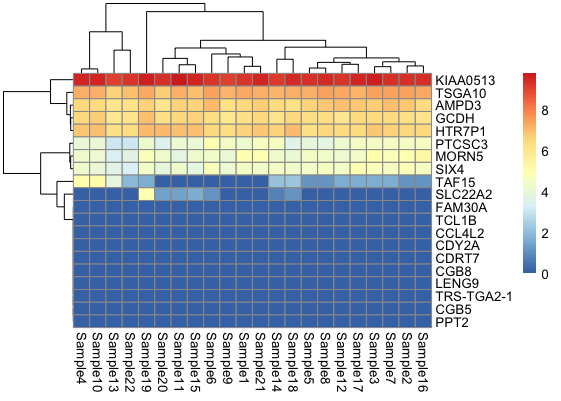 KIAA0513
TSGA10
AMPD3
GCDH
HTR7P1
PTCSC3
MORN5
SIX4
TAF15
SLC22A2
FAM30A
TCL1B
CCL4L2
CDY2A
CDRT7
CGB8
LENG9
TRS-TGA2-1
CGB5
PPT2
8
6
4
2
0
Sample4
Sample10
Sample13
Sample22
Sample19
Sample20
Sample11
Sample15
Sample6
Sample9
Sample1
Sample21
Sample14
Sample18
Sample5
Sample8
Sample12
Sample17
Sample3
Sample7
Sample2
Sample16